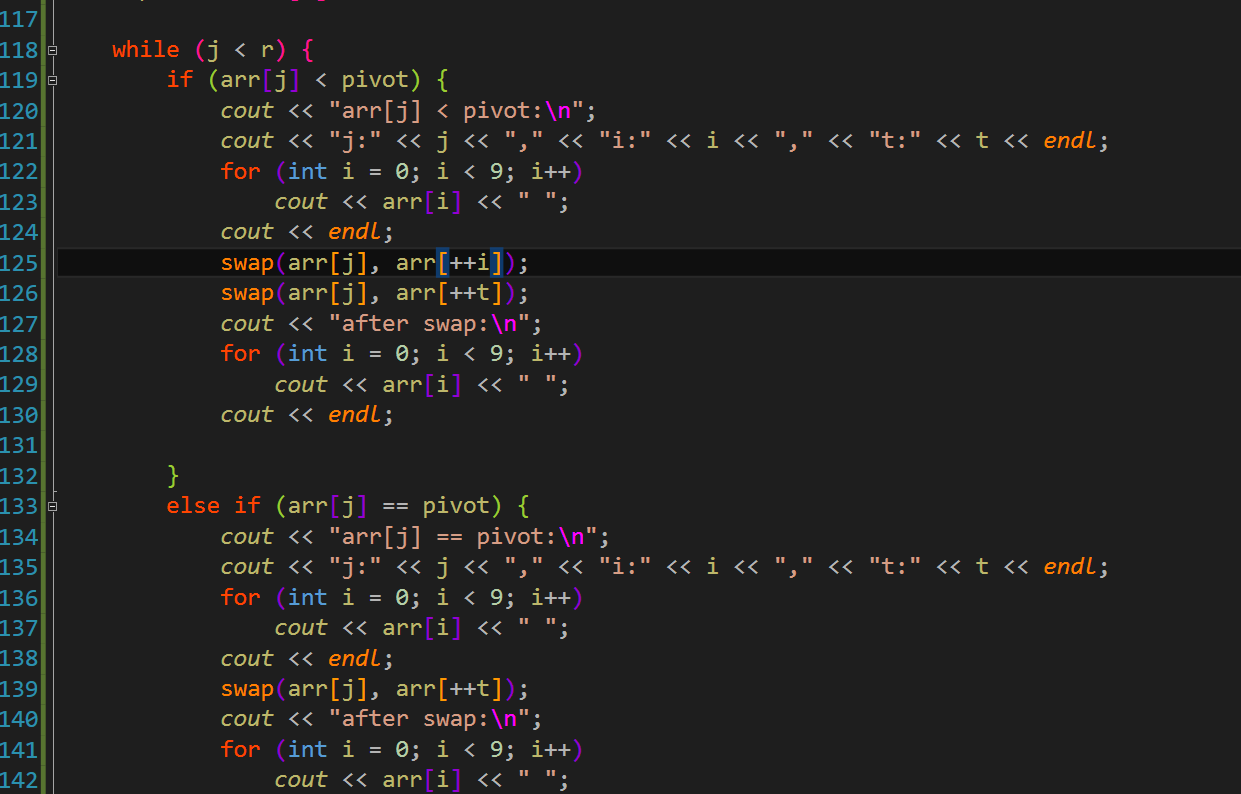 117
118 while (j < r) {
119 if (arr[j] < pivot) {
120 cout << "arr[j] < pivot:\n";
121 cout << "j:" << j << "," << "i:" << i << "," << "t:" << t << endl;
122 for (int i = 0; i < 9; i++)
123 cout << arr[i] << " ";
124 cout << endl;
125 swap(arr[j], arr[++i]);
126 swap(arr[j], arr[++t]);
127 cout << "after swap:\n";
128 for (int i = 0; i < 9; i++)
129 cout << arr[i] << " ";
130 cout << endl;
131
132 }
133 else if (arr[j] == pivot) {
134 cout << "arr[j] == pivot:\n";
135 cout << "j:" << j << "," << "i:" << i << "," << "t:" << t << endl;
136 for (int i = 0; i < 9; i++)
137 cout << arr[i] << " ";
138 cout << endl;
139 swap(arr[j], arr[++t]);
140 cout << "after swap:\n";
141 for (int i = 0; i < 9; i++)
142 cout << arr[i] << " ";